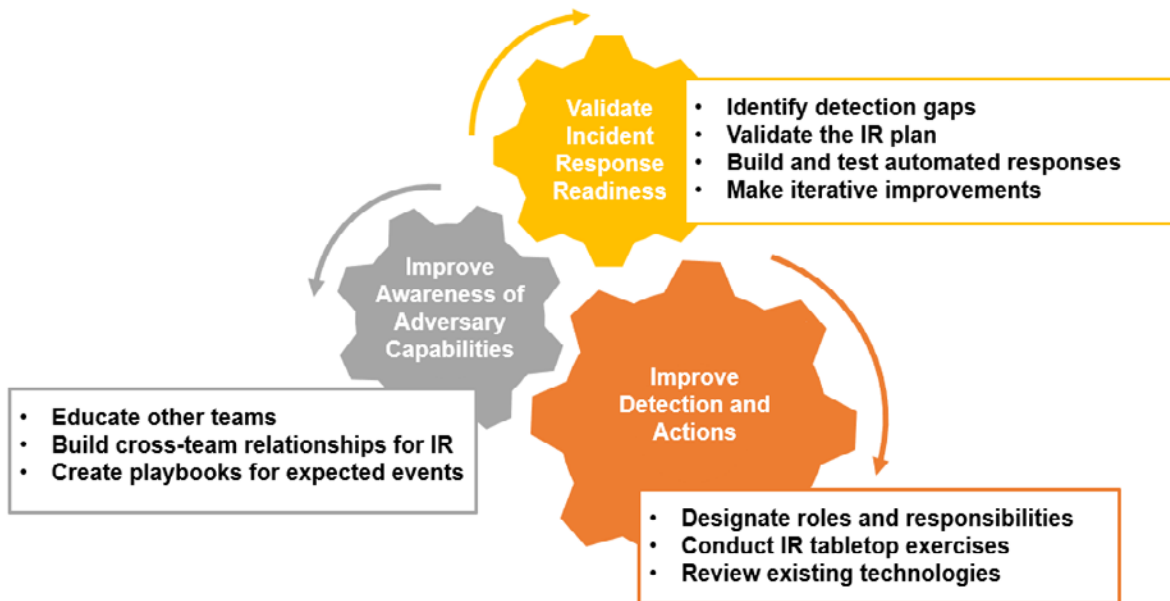 Validate
Incident
Response
Readiness
• Identify detection gaps
• Validate the IR plan
• Build and test automated responses
• Make iterative improvements
Improve
Awareness of
Adversary
Capabilities
• Educate other teams
• Build cross-team relationships for IR
• Create playbooks for expected events
Improve
Detection and
Actions
• Designate roles and responsibilities
• Conduct IR tabletop exercises
• Review existing technologies